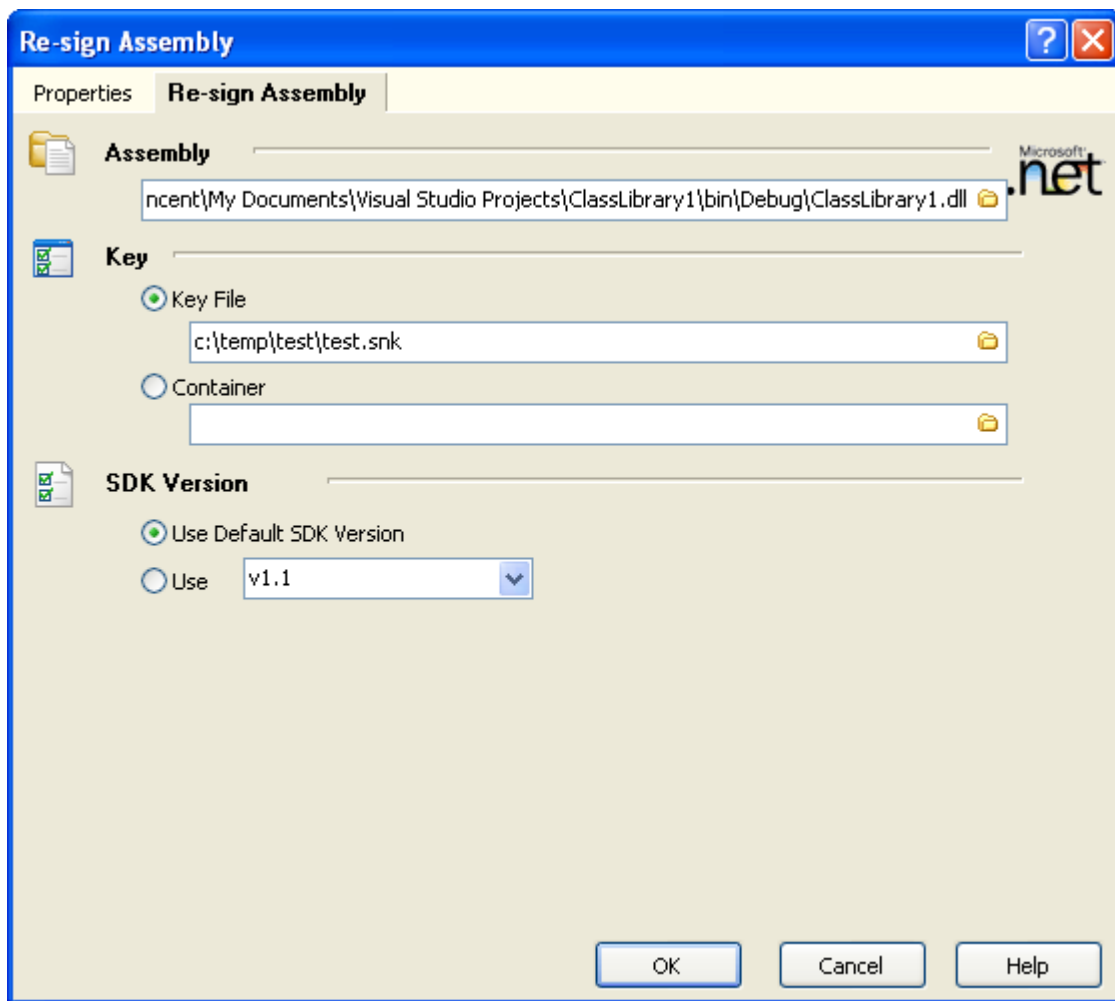 Re-sign Assembly
Properties
Re-sign Assembly
Assembly
Microsoft
.net
ncent\My Documents\Visual Studio Projects\ClassLibrary1\bin\Debug\ClassLibrary1.dll
Key
Key File
c:\temp\test\test.snk
Container
SDK Version
Use Default SDK Version
Use v1.1
OK Cancel Help